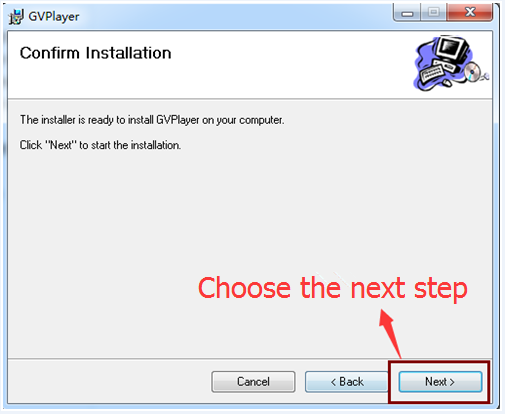 GVPlayer
Confirm Installation
The installer is ready to install GVPlayer on your computer.
Click "Next" to start the installation.
Choose the next step
Cancel
< Back
Next >